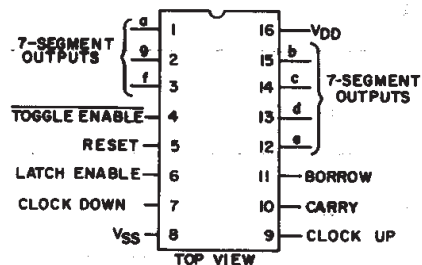 a 1 16 VDD
7-SEGMENT OUTPUTS g 2 15 b
f 3 14 c 7-SEGMENT OUTPUTS
TOGGLE ENABLE 4 13 d
RESET 5 12 e
LATCH ENABLE 6 11 BORROW
CLOCK DOWN 7 10 CARRY
VSS 8 9 CLOCK UP
TOP VIEW